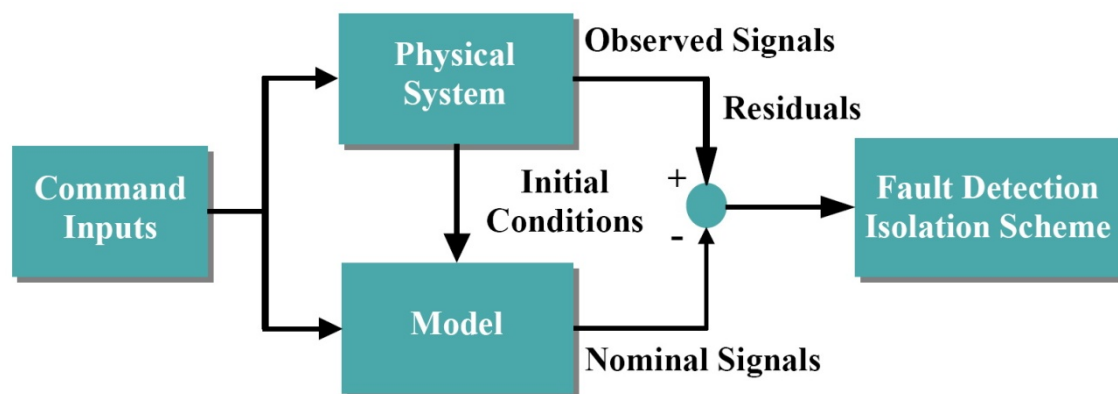 Physical
System
Observed Signals
Residuals
Command
Inputs
Initial
Conditions
+
-
Fault Detection
Isolation Scheme
Model
Nominal Signals